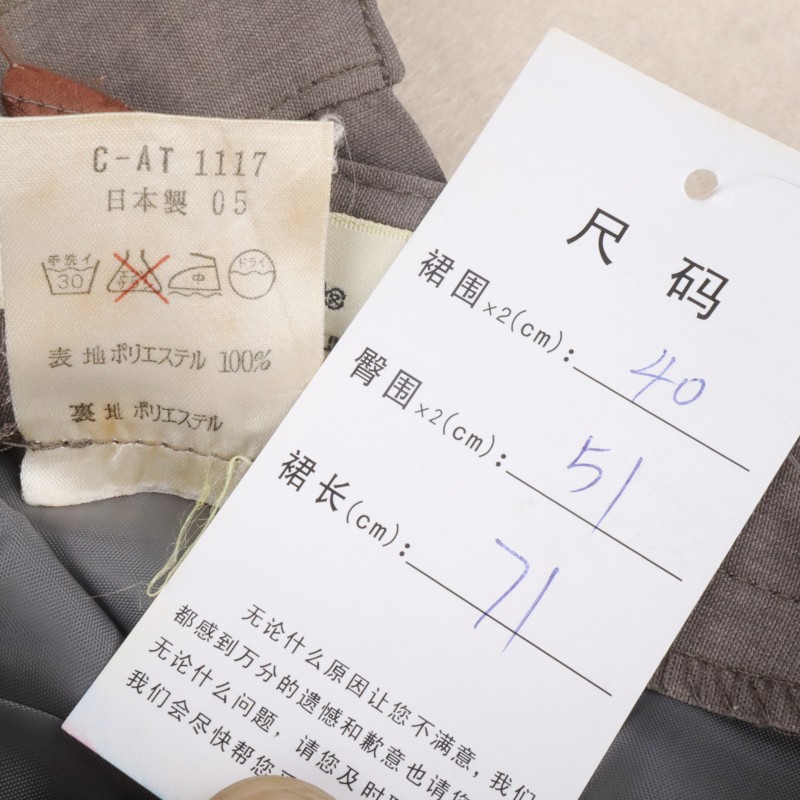 C-AT 1117
日本製 05
手洗イ
30
中
ドライ
表地 ポリエステル 100%
裏地 ポリエステル
尺码
裙围x2(cm): 40
臀围x2(cm): 51
裙长(cm): 71
无论什么原因让您不满意，我们
都感到万分的遗憾和歉意也请您
无论什么问题，请您及时
我们会尽快帮您